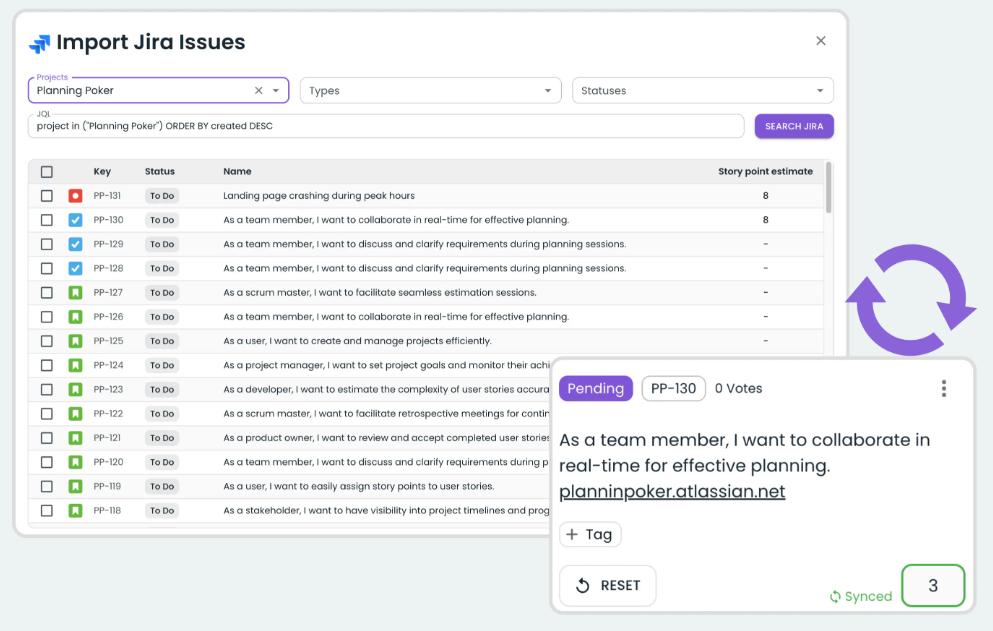 Import Jira Issues
Projects
Planning Poker
Types
Statuses
JQL
project in ("Planning Poker") ORDER BY created DESC
SEARCH JIRA
Key Status Name Story point estimate
PP-131 To Do Landing page crashing during peak hours 8
PP-130 To Do As a team member, I want to collaborate in real-time for effective planning. 8
PP-129 To Do As a team member, I want to discuss and clarify requirements during planning sessions. -
PP-128 To Do As a team member, I want to discuss and clarify requirements during planning sessions. -
PP-127 To Do As a scrum master, I want to facilitate seamless estimation sessions. -
PP-126 To Do As a team member, I want to collaborate in real-time for effective planning. -
PP-125 To Do As a user, I want to create and manage projects efficiently. -
PP-124 To Do As a project manager, I want to set project goals and monitor their achi
PP-123 To Do As a developer, I want to estimate the complexity of user stories accura
PP-122 To Do As a scrum master, I want to facilitate retrospective meetings for contin
PP-121 To Do As a product owner, I want to review and accept completed user stories
PP-120 To Do As a team member, I want to discuss and clarify requirements during p
PP-119 To Do As a user, I want to easily assign story points to user stories.
PP-118 To Do As a stakeholder, I want to have visibility into project timelines and prog
Pending PP-130 0 Votes
As a team member, I want to collaborate in
real-time for effective planning.
planninpoker.atlassian.net
+ Tag
RESET
Synced
3